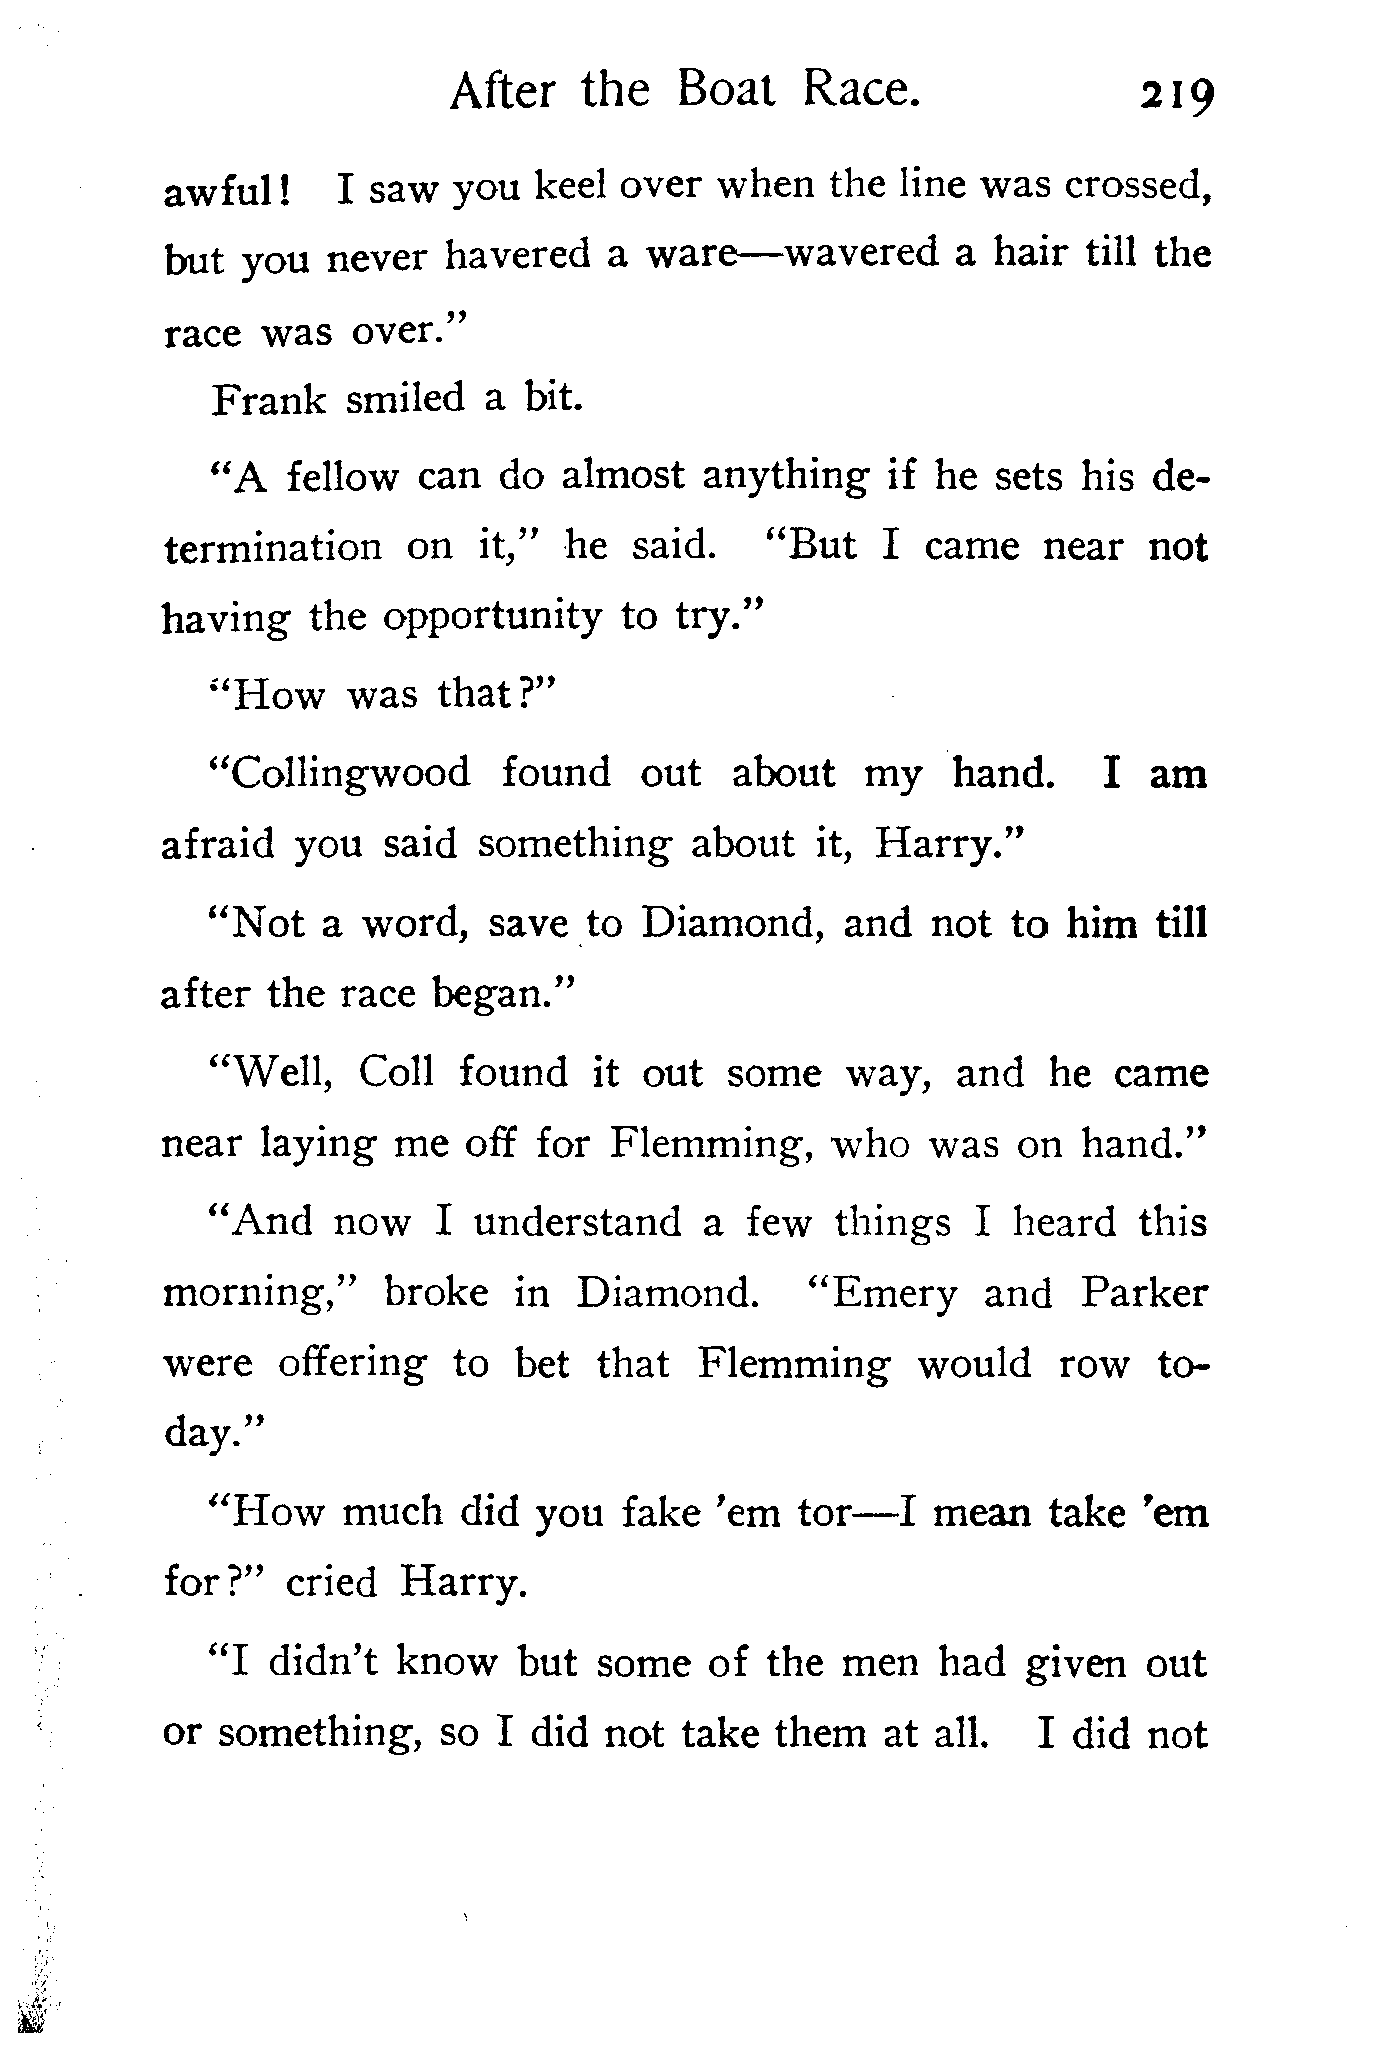 After the Boat Race. 219
awful! I saw you keel over when the line was crossed,
but you never havered a ware—wavered a hair till the
race was over."
Frank smiled a bit.
"A fellow can do almost anything if he sets his de-
termination on it," he said. "But I came near not
having the opportunity to try."
"How was that?"
"Collingwood found out about my hand. I am
afraid you said something about it, Harry."
"Not a word, save to Diamond, and not to him till
after the race began."
"Well, Coll found it out some way, and he came
near laying me off for Flemming, who was on hand."
"And now I understand a few things I heard this
morning," broke in Diamond. "Emery and Parker
were offering to bet that Flemming would row to-
day."
"How much did you fake 'em tor—I mean take 'em
for?" cried Harry.
"I didn't know but some of the men had given out
or something, so I did not take them at all. I did not